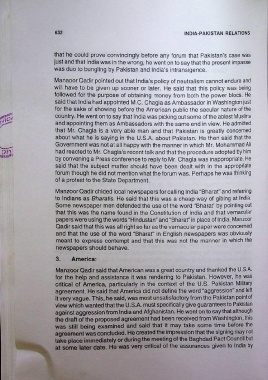 632 INDIA-PAKISTAN RELATIONS
that he could prove convincingly before any forum that Pakistan's case was
just and that India was in the wrong, he went on to say that the present impasse
was due to bungling by Pakistan and India's intransigence.
Manzoor Qadir pointed out that India's policy of neutralism cannot endure and
will have to be given up sooner or later. He said that this policy was being
followed for the purpose of obtaining money from both the power blocs. He
said that India had appointed M.C. Chagla as Ambassador in Washington just
for the sake of showing before the American public the secular nature of the
country. He went on to say that India was picking out some of the ablest Muslims
and appointing them as Ambassadors with the same end in view. He admitted
that Mr. Chagla is a very able man and that Pakistan is greatly concerned
about what he is saying in the U.S.A. about Pakistan. He then said that the
Government was not at all happy with the manner in which Mr. Mohammed Ali
had reacted to Mr. Chagla's recent talk and that the procedure adopted by him
by convening a Press conference to reply to Mr. Chagla was inappropriate. He
said that the subject matter should have been dealt with in the appropriate
forum though he did not mention what the forum was. Perhaps he was thinking
of a protest to the State Department.
Manzoor Qadir chided local newspapers for calling India "Bharat" and referring
to Indians as Bharatis. He said that this was a cheap way of gibing at India.
Some newspaper men defended the use of the word "Bharat" by pointing out
that this was the name found in the Constitution of India and that vernacular
papers were using the words "Hindustan" and "Bharat" in place of India. Manzoor
Qadir said that this was all right so far as the vernacular papers were concerned
and that the use of the word "Bharat" in English newspapers was obviously
meant to express contempt and that this was not the manner in which the
newspapers should behave.
3. America:
Manzoor Qadir said that American was a great country and thanked the U.S.A.
for the help and assistance it was rendering to Pakistan. However, he was
critical of America, particularly in the context of the U.S. Pakistan Military
agreement. He said that America did not define the word "aggression" and left
it very vague. This, he said, was most unsatisfactory from the Pakistan point of
view which wanted that the U.S.A. must specifically give guarantees to Pakistan
against aggression from India and Afghanistan. He went on to say that although
the draft of the proposed agreement had been received from Washington, this
was still being examined and said that it may take some time before the
agreement was concluded. He created the impression that the signing may not
take place immediately or during the meeting of the Baghdad Pact Council but
at some later date. He was very critical of the assurances given to India by